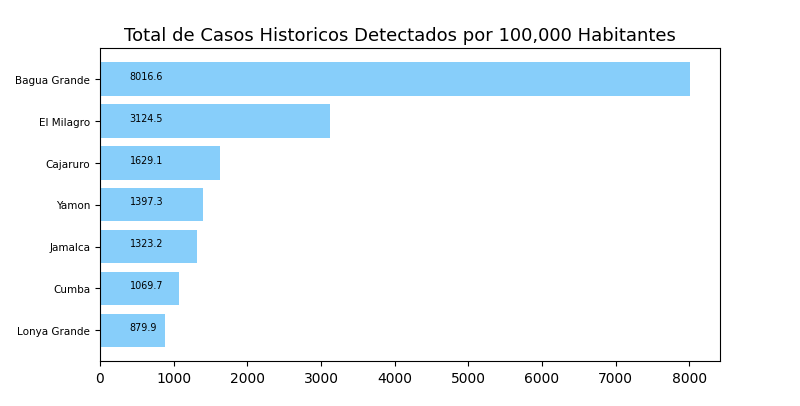 Total de Casos Historicos Detectados por 100,000 Habitantes
Bagua Grande 8016.6
El Milagro 3124.5
Cajaruro 1629.1
Yamon 1397.3
Jamalca 1323.2
Cumba 1069.7
Lonya Grande 879.9
0 1000 2000 3000 4000 5000 6000 7000 8000